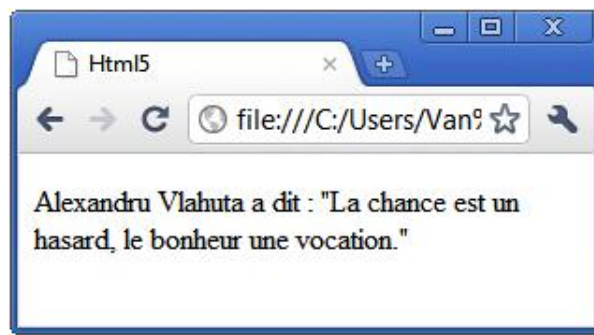 Html5
file:///C:/Users/Van%
Alexandru Vlahuta a dit : "La chance est un
hasard, le bonheur une vocation."